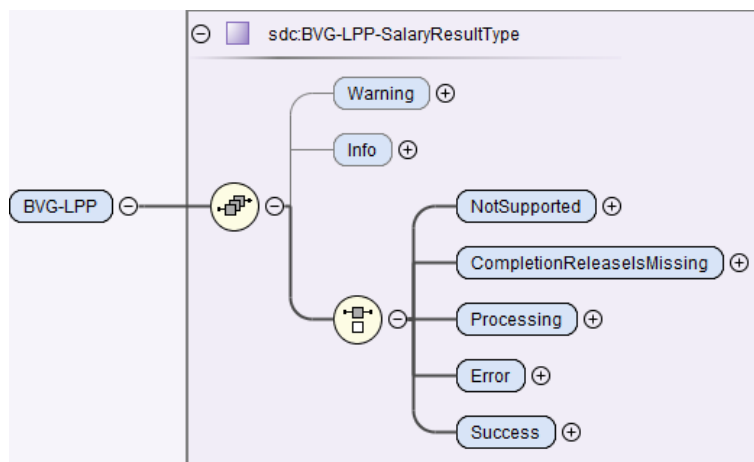 sdc:BVG-LPP-SalaryResultType
Warning
Info
BVG-LPP
NotSupported
CompletionReleaseIsMissing
Processing
Error
Success